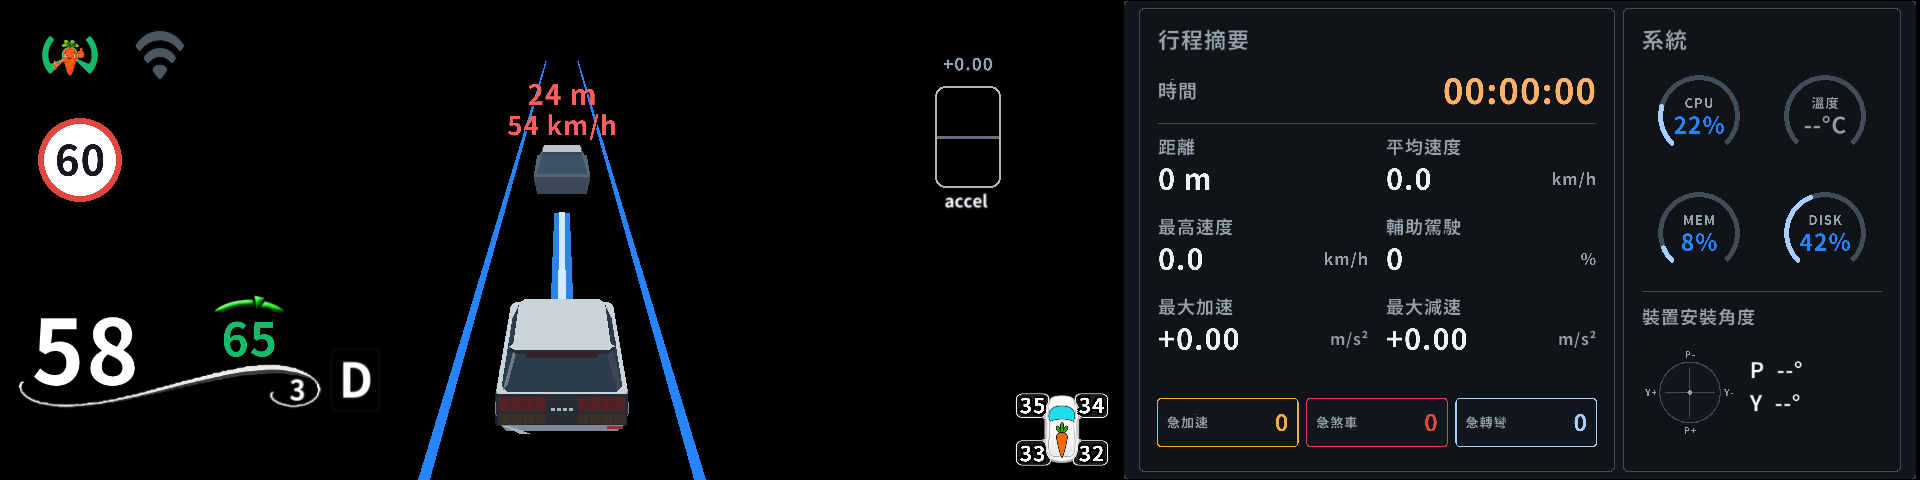 60
58
65
3
D
24 m
54 km/h
+0.00
accel
35
34
33
32
行程摘要
時間
00:00:00
距離
0 m
平均速度
0.0 km/h
最高速度
0.0 km/h
輔助駕駛
0 %
最大加速
+0.00 m/s²
最大減速
+0.00 m/s²
急加速 0
急煞車 0
急轉彎 0
系統
CPU
22%
溫度
--°C
MEM
8%
DISK
42%
裝置安裝角度
P-
Y+
Y-
P+
P --°
Y --°